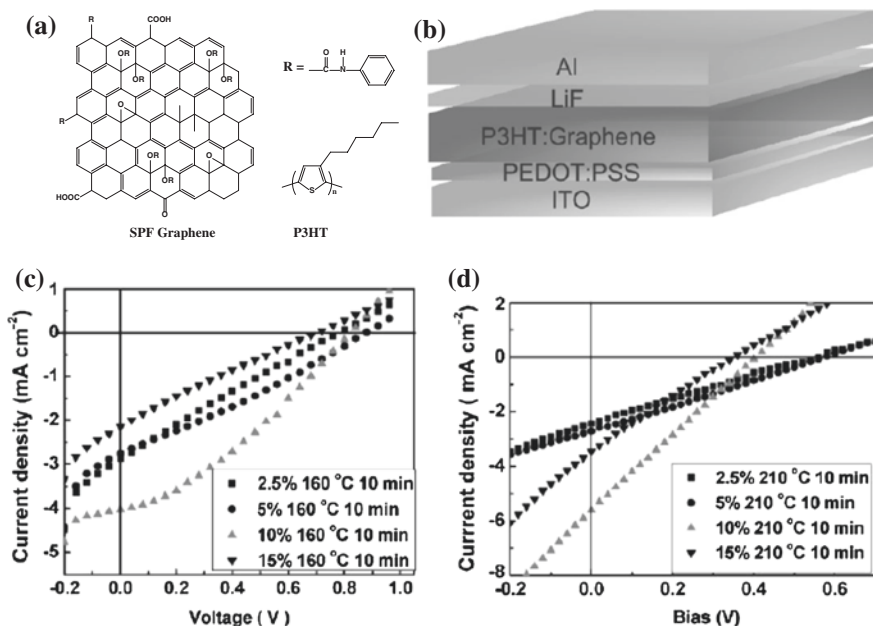 (a)
R
COOH
OR
OR
OR
OR
R
O
OR
OR
OR
OR
O
HOOC
O
SPF Graphene
R =
O
C
H
N
S
n
P3HT
(b)
Al
LiF
P3HT:Graphene
PEDOT:PSS
ITO
(c)
Current density (mA cm-2)
1
0
-1
-2
-3
-4
-5
2.5% 160 °C 10 min
5% 160 °C 10 min
10% 160 °C 10 min
15% 160 °C 10 min
-0.2 0.0 0.2 0.4 0.6 0.8 1.0
Voltage ( V )
(d)
Currrent density ( mA cm-2)
2
0
-2
-4
-6
-8
2.5% 210 °C 10 min
5% 210 °C 10 min
10% 210 °C 10 min
15% 210 °C 10 min
-0.2 0.0 0.2 0.4 0.6
Bias (V)